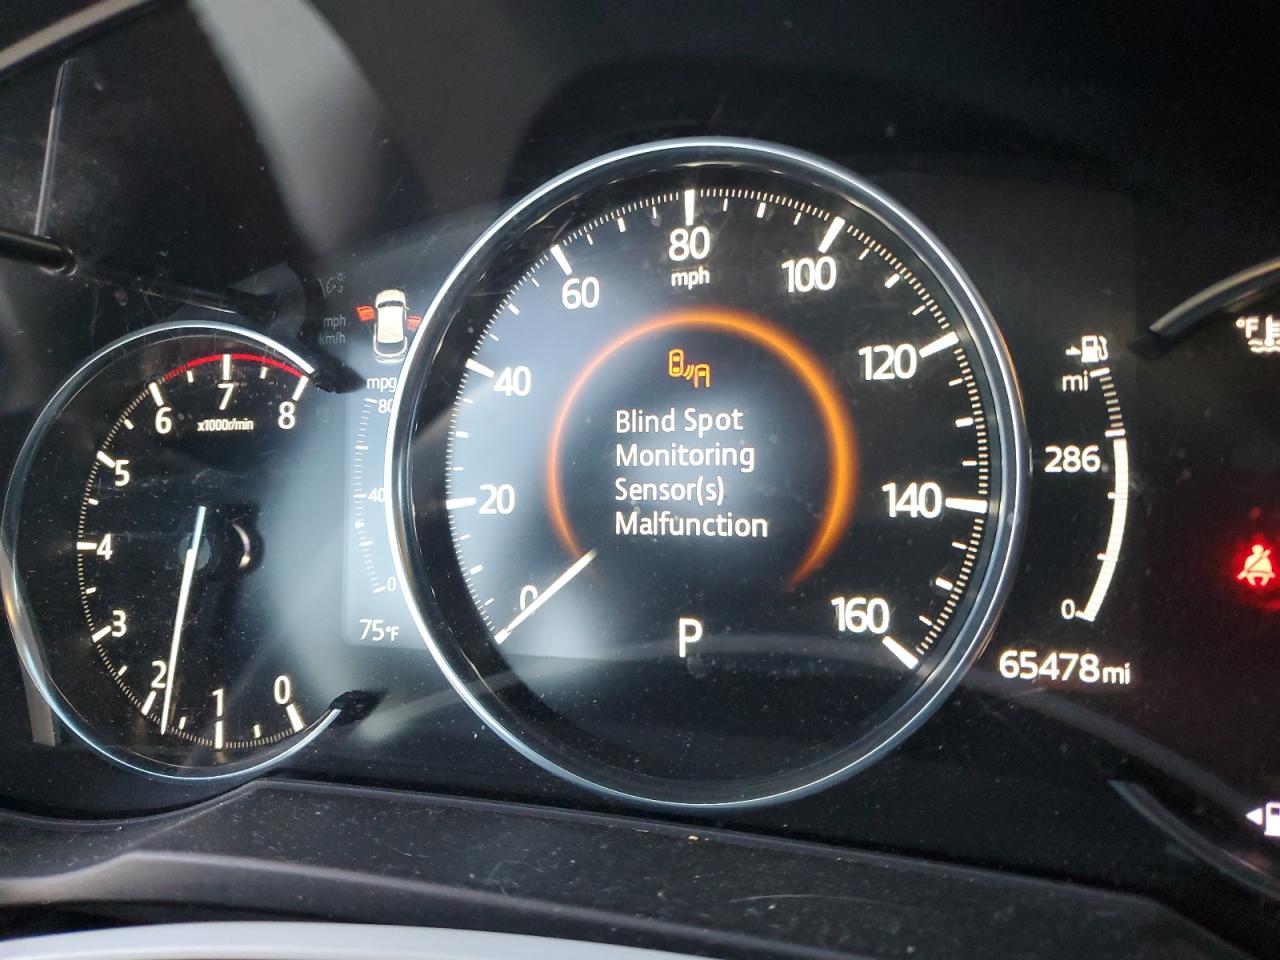 mph
km/h
mpg
80
40
0
75°F
8
7
6
5
4
3
2
1
0
x1000r/min
0
20
40
60
80
mph
100
120
140
160
Blind Spot
Monitoring
Sensor(s)
Malfunction
P
mi
286
0
65478mi
°F